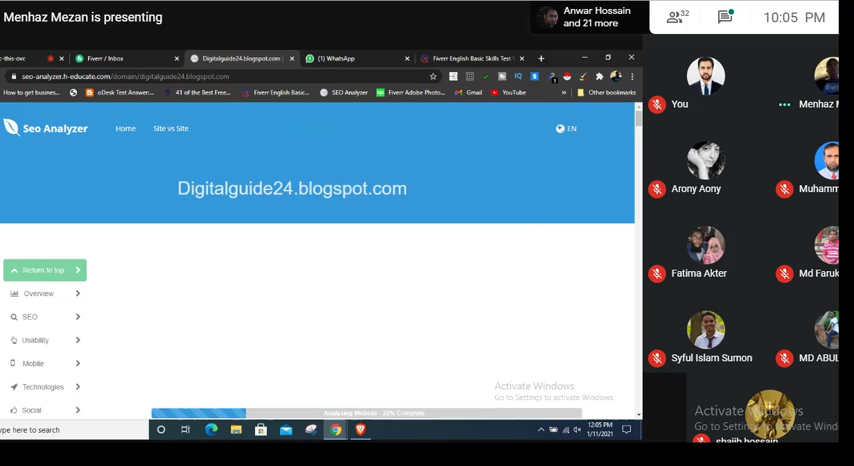 Menhaz Mezan is presenting
Anwar Hossain
and 21 more
32
10:05 PM
Fiverr / Inbox
Digitalguide24.blogspot.com
(1) WhatsApp
Fiverr English Basic Skills Test
seo-analyzer.h-educate.com/domain/digitalguide24.blogspot.com
How to get busines...
oDesk Test Answer:...
41 of the Best Free...
Fiverr English Basic...
SEO Analyzer
Fiverr Adobe Photo...
Gmail
YouTube
Other bookmarks
Seo Analyzer
Home
Site vs Site
EN
Digitalguide24.blogspot.com
Return to top
Overview
SEO
Usability
Mobile
Technologies
Social
Analyzing Website - 22% Complete
Activate Windows
Go to Settings to activate Windows.
ype here to search
12:05 PM
1/11/2021
You
Menhaz M
Arony Aony
Muhamm
Fatima Akter
Md Faruk
Syful Islam Sumon
MD ABUL
Activate Windows
Go to Settings to activate Wind
shajib hossain